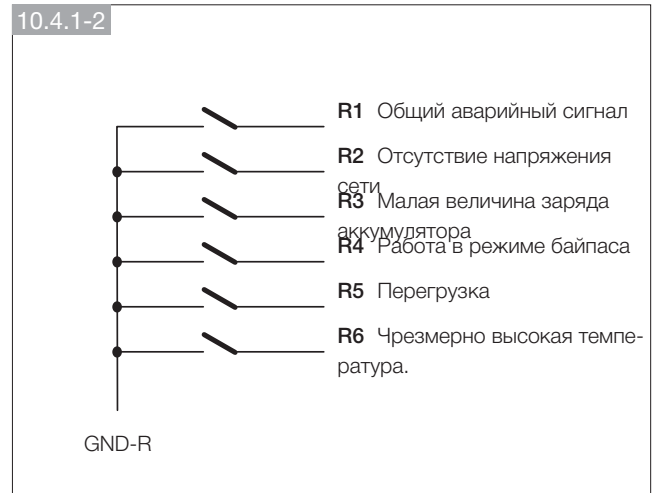 10.4.1-2
R1 Общий аварийный сигнал
R2 Отсутствие напряжения
сети
R3 Малая величина заряда
аккумулятора
R4 Работа в режиме байпаса
R5 Перегрузка
R6 Чрезмерно высокая темпе-
ратура.
GND-R